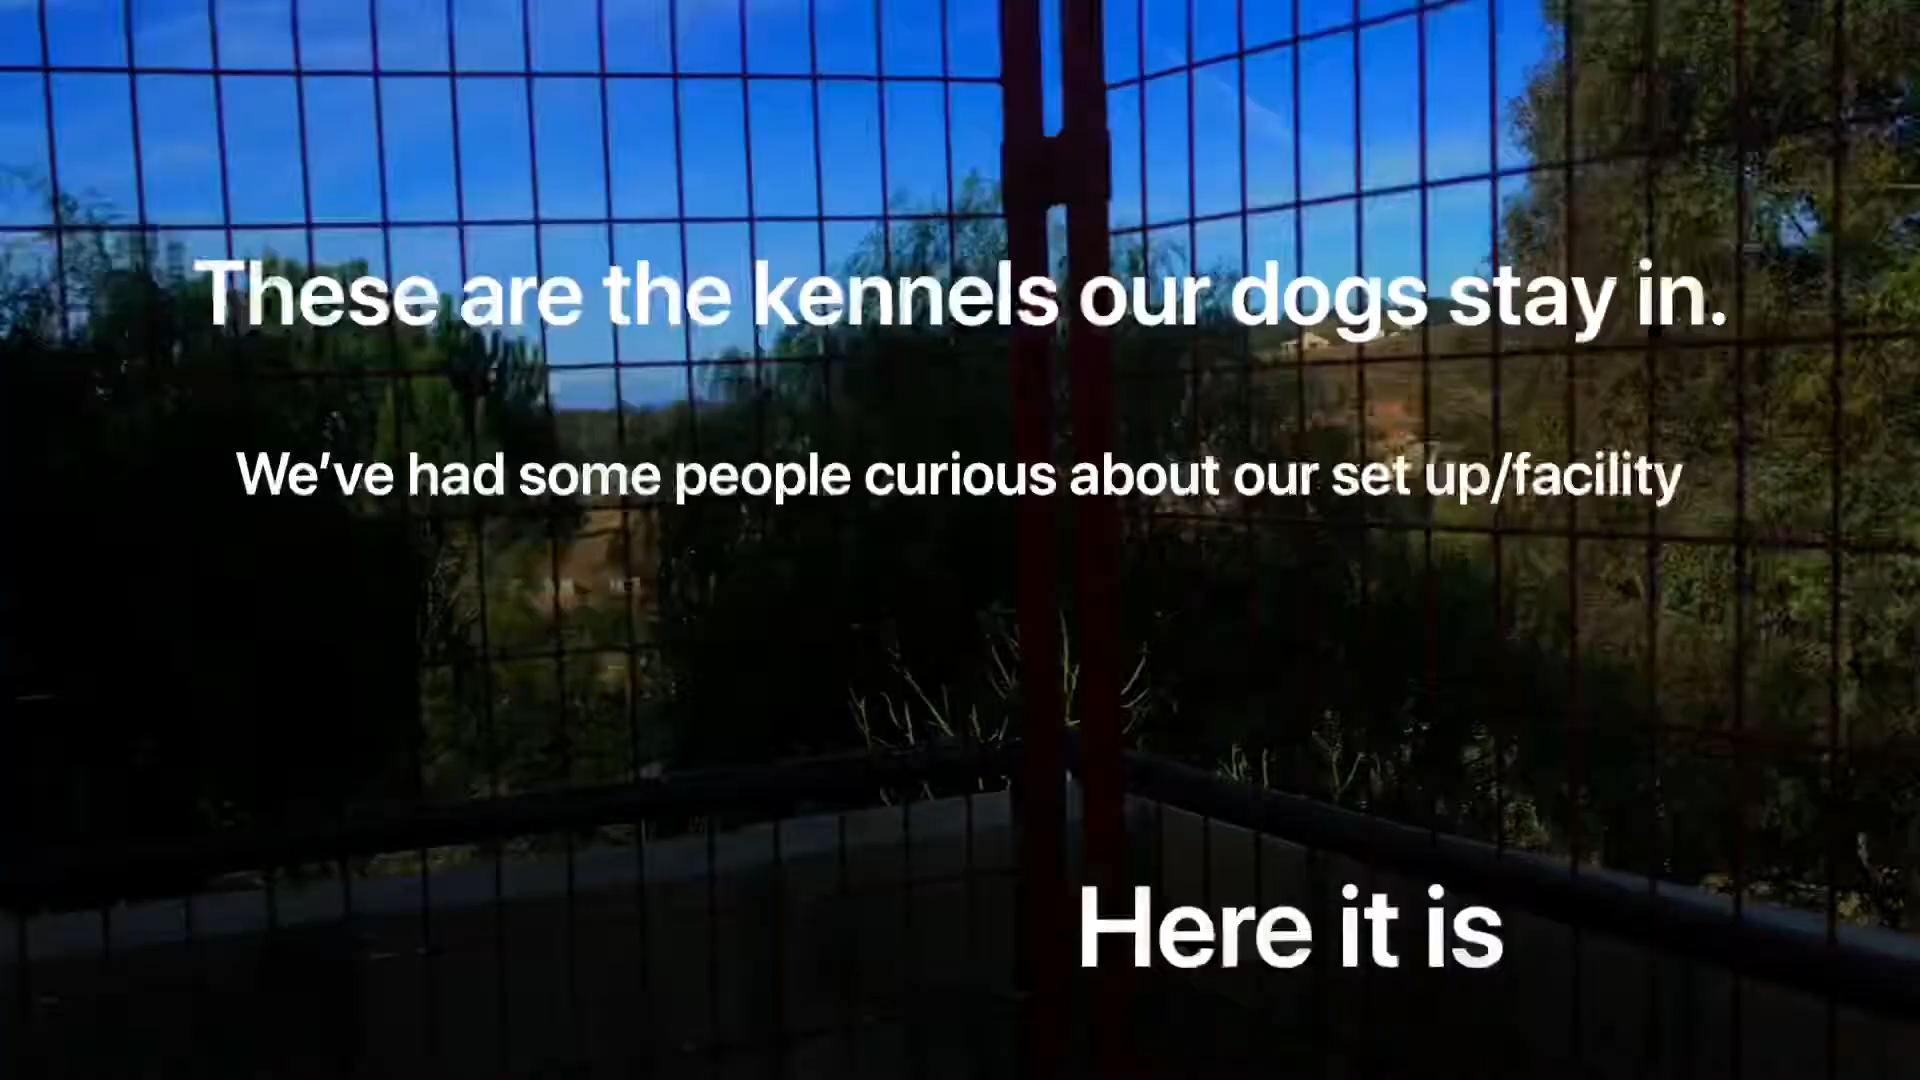 These are the kennels our dogs stay in.
We’ve had some people curious about our set up/facility
Here it is